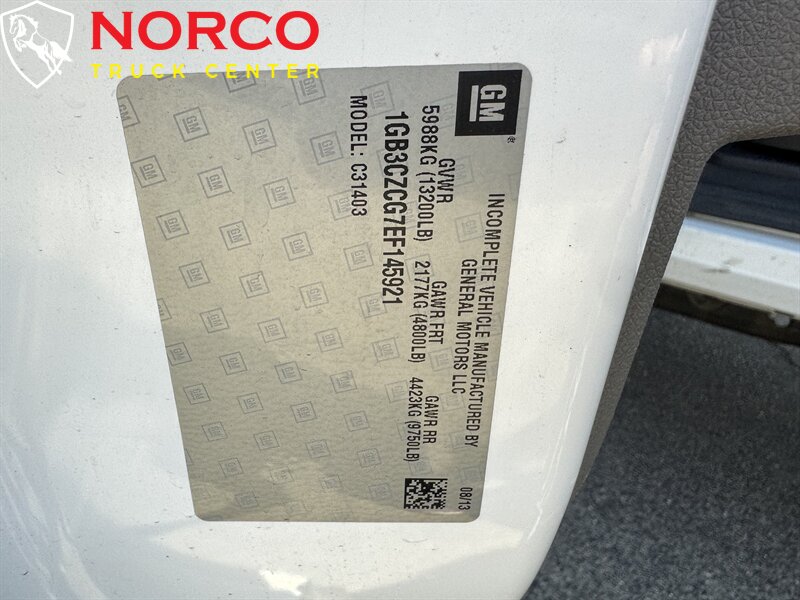 NORCO
TRUCK CENTER
GM
®
INCOMPLETE VEHICLE MANUFACTURED BY
GENERAL MOTORS LLC
08/13
GVWR GAWR FRT GAWR RR
5988KG (13200LB) 2177KG (4800LB) 4423KG (9750LB)
1GB3CZCG7EF145921
MODEL: C31403